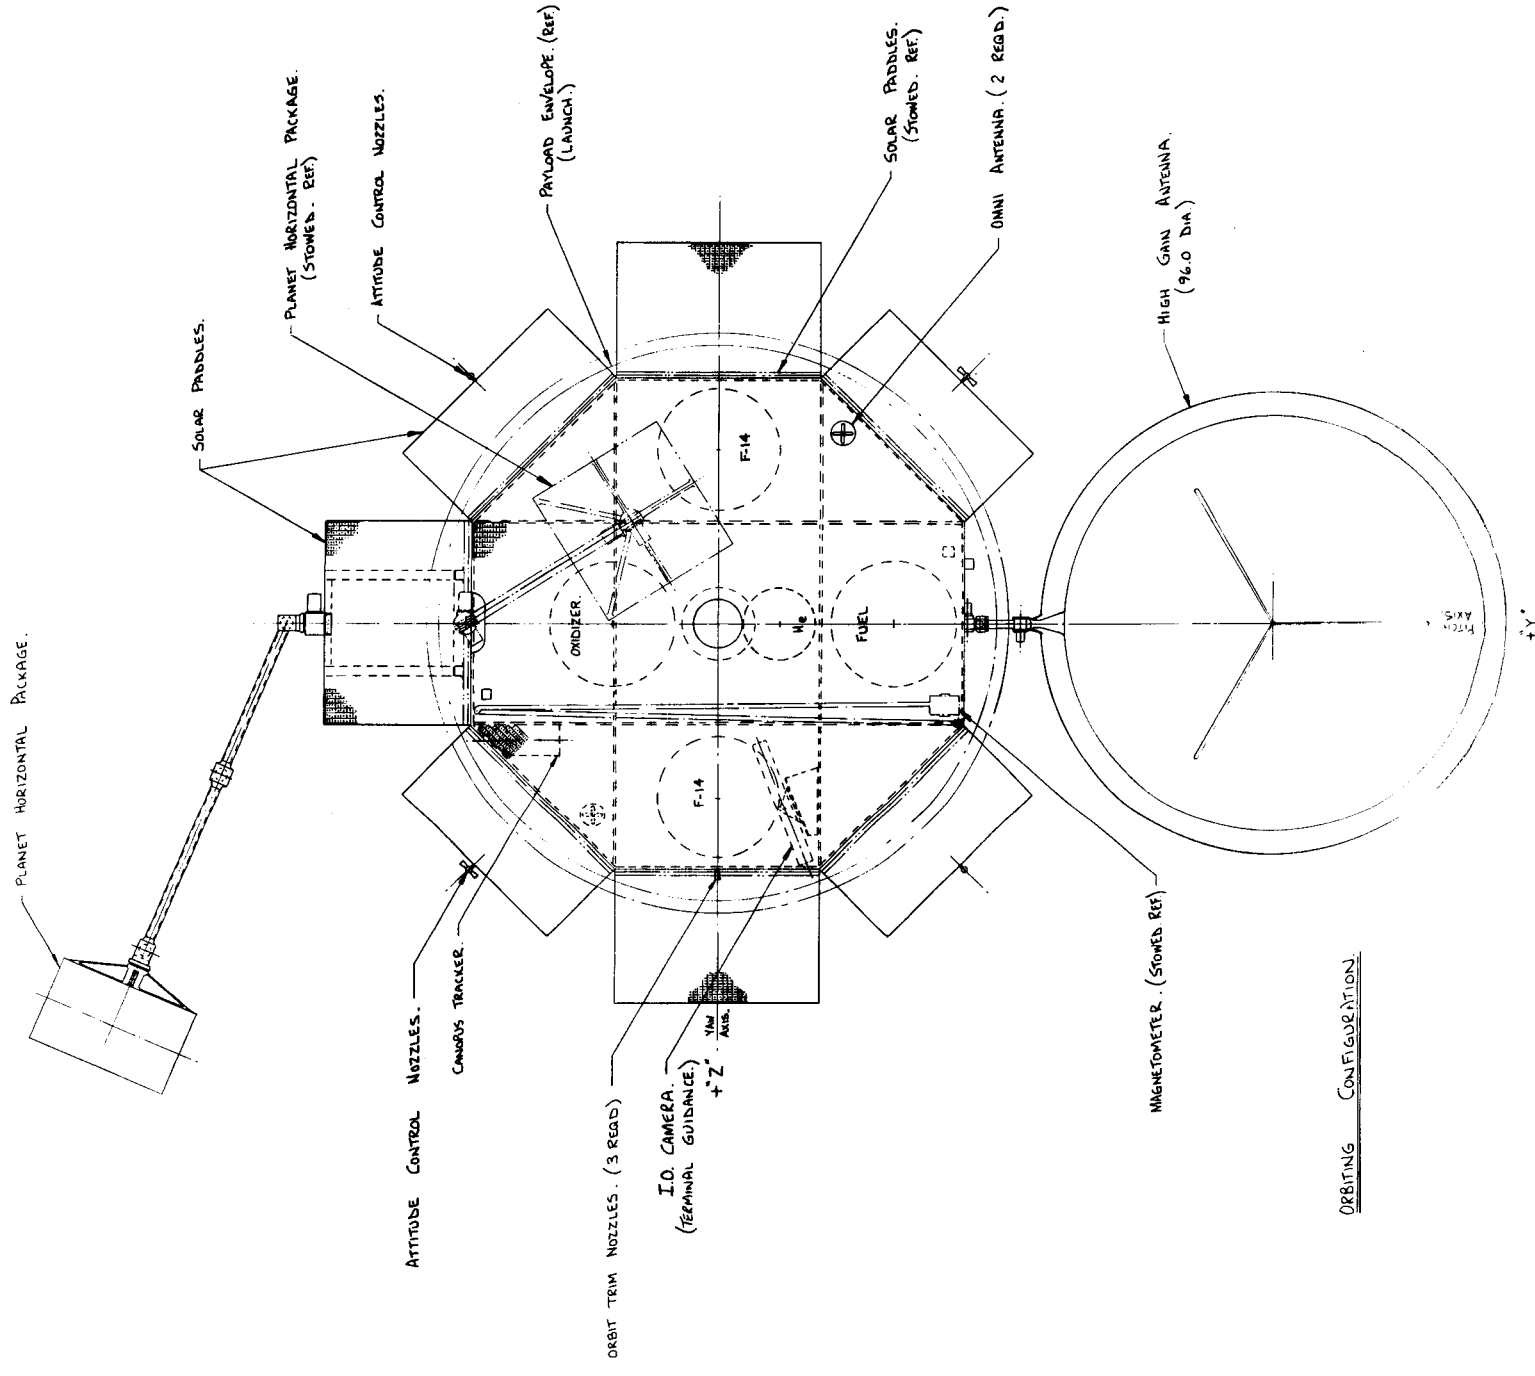 PLANET HORIZONTAL PACKAGE.
SOLAR PADDLES.
PLANET HORIZONTAL PACKAGE.
(STOWED. REF.)
ATTITUDE CONTROL NOZZLES.
PAYLOAD ENVELOPE. (REF.)
(LAUNCH.)
SOLAR PADDLES.
(STOWED. REF.)
OMNI ANTENNA. (2 REQD.)
HIGH GAIN ANTENNA.
(96.0 DIA.)
F-14
OXIDIZER.
He
FUEL
F-14
PITCH
AXIS.
+"Y"
ATTITUDE CONTROL NOZZLES.
CANOPUS TRACKER.
ORBIT TRIM NOZZLES. (3 REQD)
I.O. CAMERA.
(TERMINAL GUIDANCE.)
+"Z"
YAW
AXIS.
MAGNETOMETER. (STOWED REF)
ORBITING CONFIGURATION.